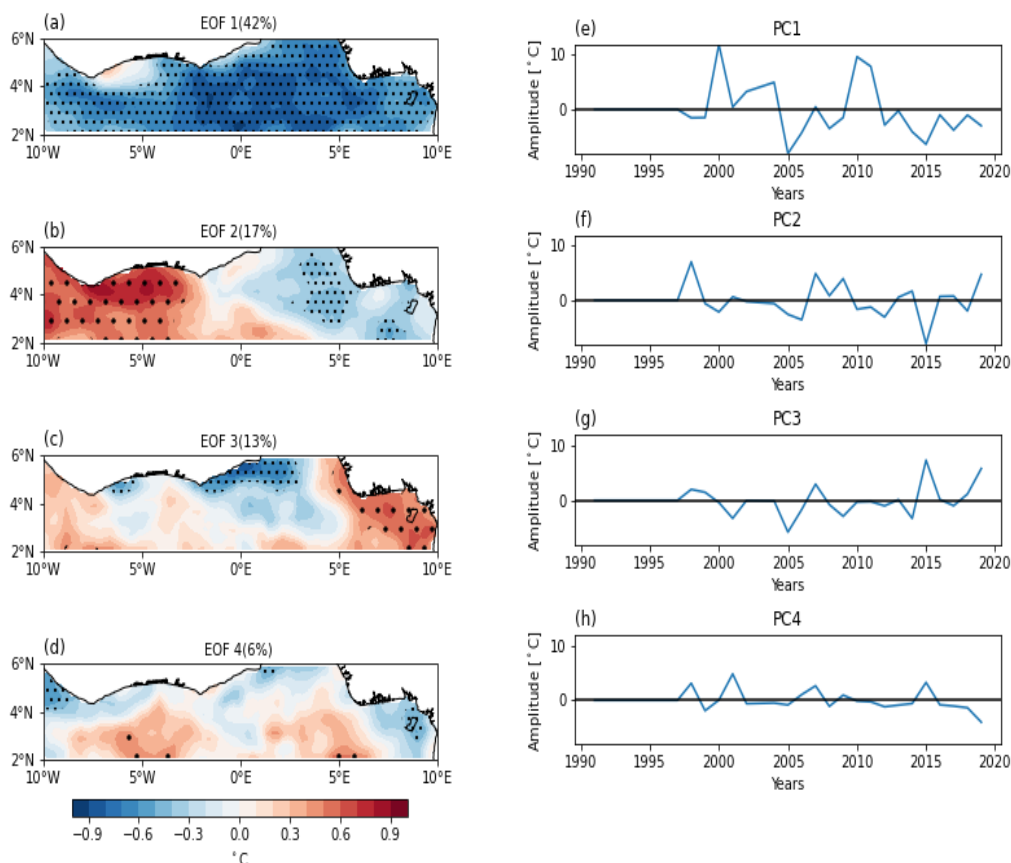 (a) EOF 1(42%)
6°N
4°N
2°N
10°W 5°W 0°E 5°E 10°E
(b) EOF 2(17%)
6°N
4°N
2°N
10°W 5°W 0°E 5°E 10°E
(c) EOF 3(13%)
6°N
4°N
2°N
10°W 5°W 0°E 5°E 10°E
(d) EOF 4(6%)
6°N
4°N
2°N
10°W 5°W 0°E 5°E 10°E
−0.9 −0.6 −0.3 0.0 0.3 0.6 0.9
˚C
(e) PC1
Amplitude [˚C]
10
0
1990 1995 2000 2005 2010 2015 2020
Years
(f) PC2
Amplitude [˚C]
10
0
1990 1995 2000 2005 2010 2015 2020
Years
(g) PC3
Amplitude [˚C]
10
0
1990 1995 2000 2005 2010 2015 2020
Years
(h) PC4
Amplitude [˚C]
10
0
1990 1995 2000 2005 2010 2015 2020
Years